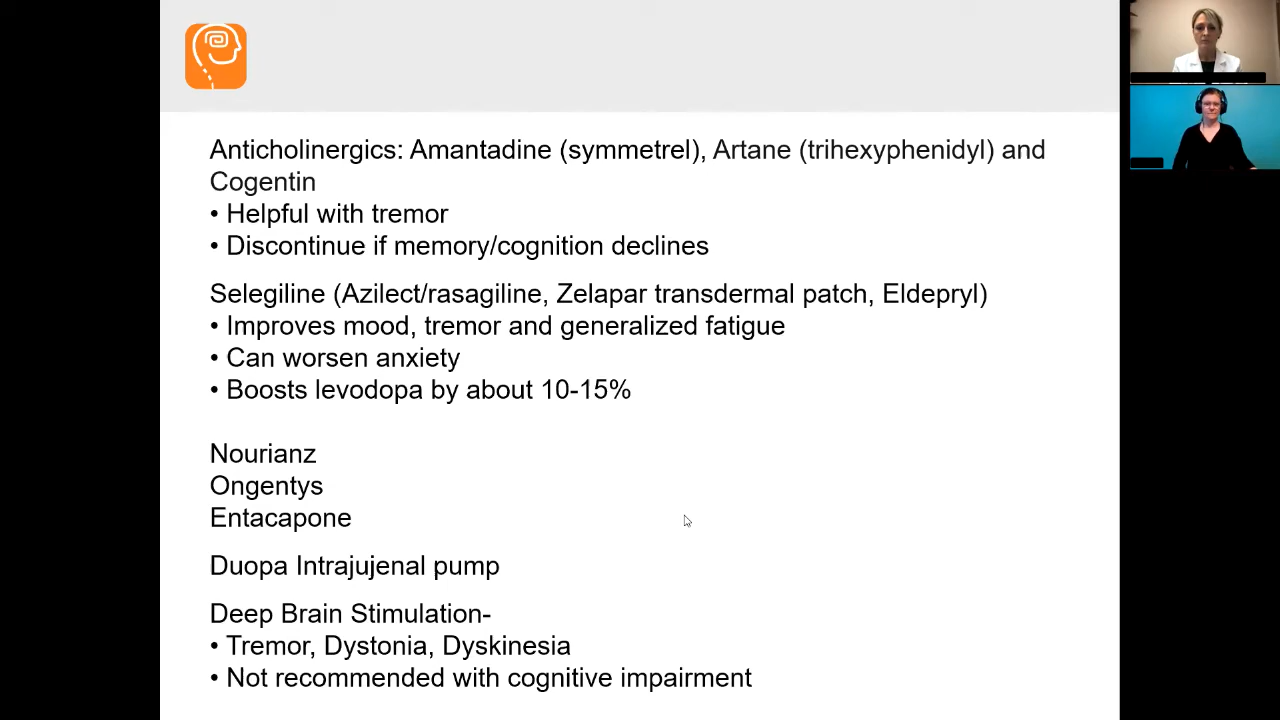 Anticholinergics: Amantadine (symmetrel), Artane (trihexyphenidyl) and
Cogentin
• Helpful with tremor
• Discontinue if memory/cognition declines
Selegiline (Azilect/rasagiline, Zelapar transdermal patch, Eldepryl)
• Improves mood, tremor and generalized fatigue
• Can worsen anxiety
• Boosts levodopa by about 10-15%
Nourianz
Ongentys
Entacapone
Duopa Intrajujenal pump
Deep Brain Stimulation-
• Tremor, Dystonia, Dyskinesia
• Not recommended with cognitive impairment